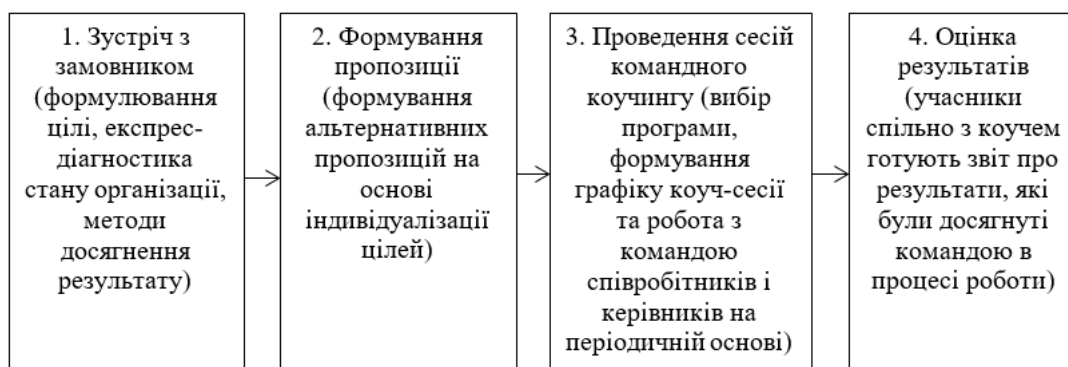 1. Зустріч з
замовником
(формулювання
цілі, експрес-
діагностика
стану організації,
методи
досягнення
результату)
2. Формування
пропозиції
(формування
альтернативних
пропозицій на
основі
індивідуалізації
цілей)
3. Проведення сесій
командного
коучингу (вибір
програми,
формування
графіку коуч-сесії
та робота з
командою
співробітників і
керівників на
періодичній основі)
4. Оцінка
результатів
(учасники
спільно з коучем
готують звіт про
результати, які
були досягнуті
командою в
процесі роботи)